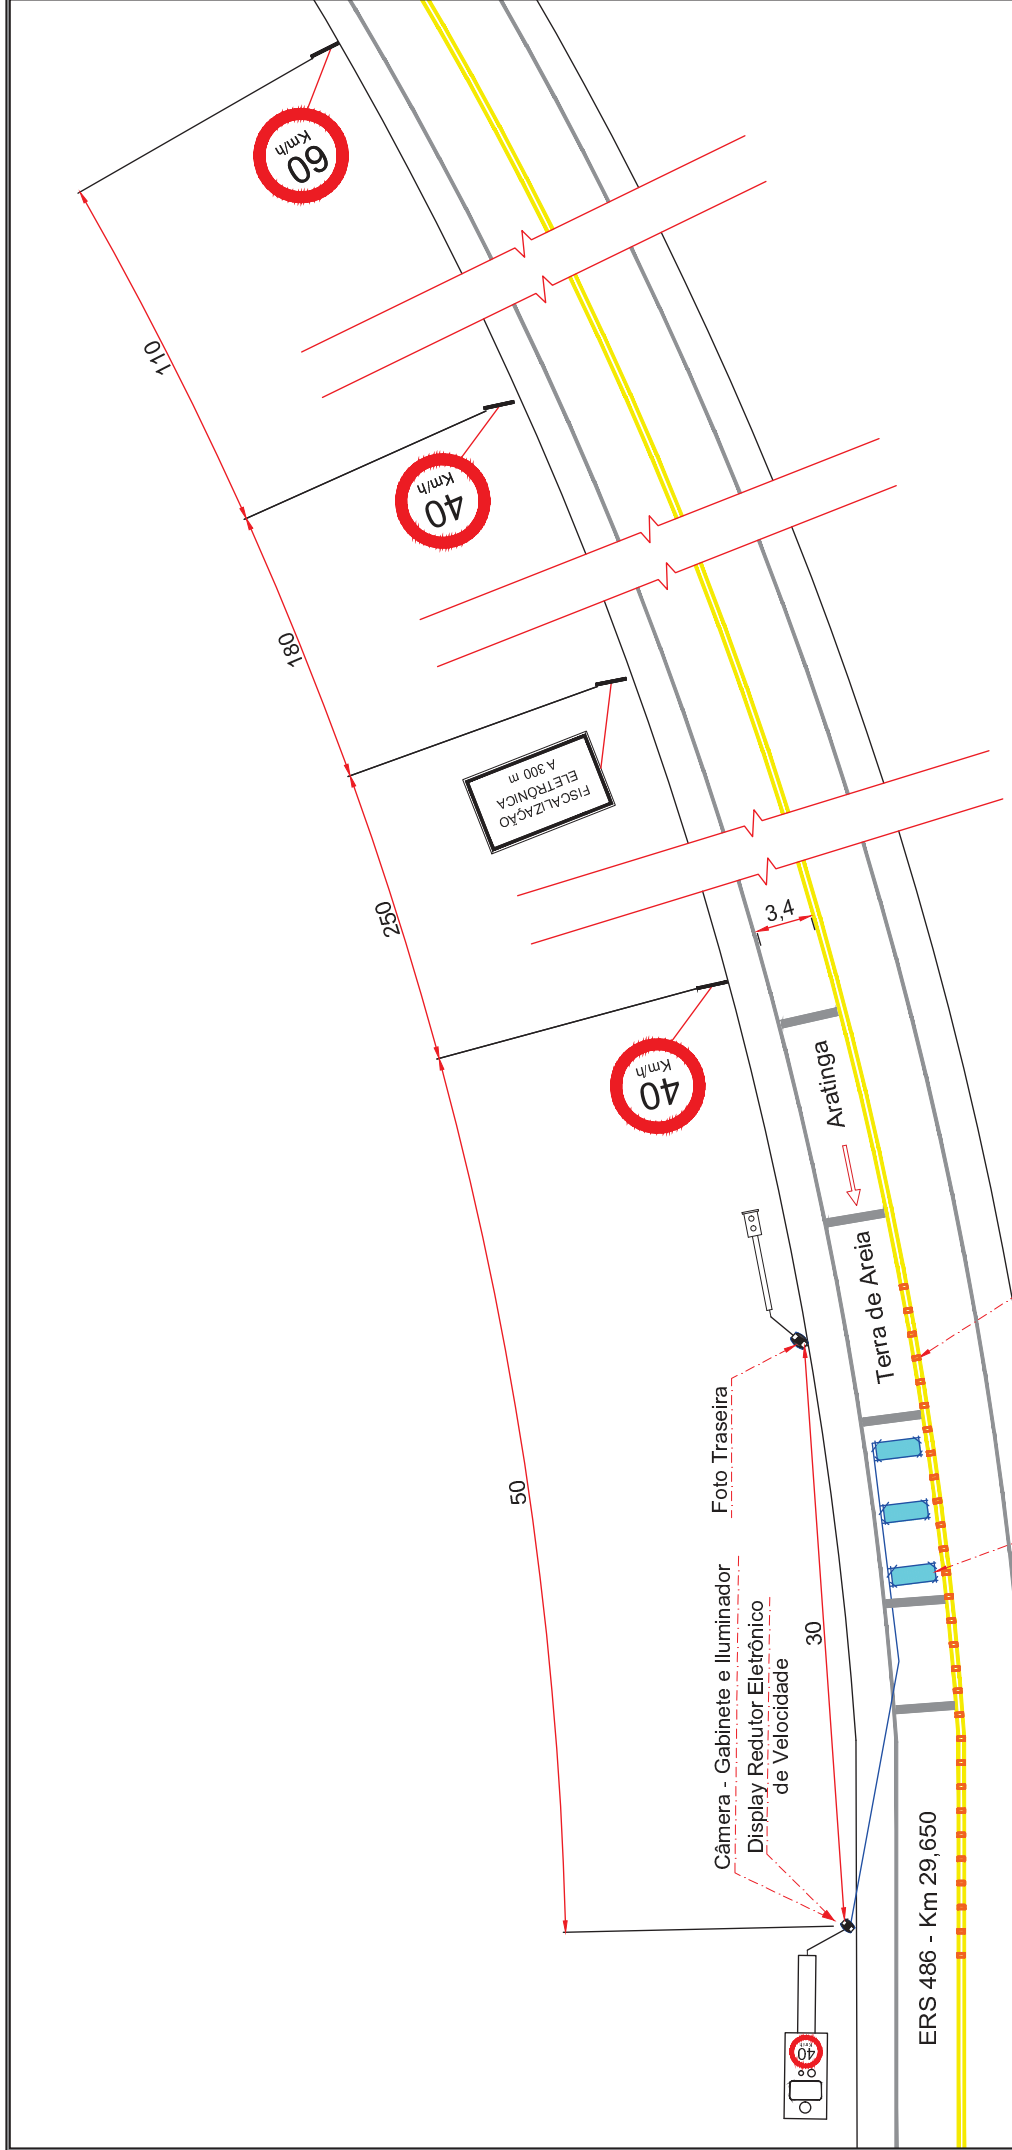 60
Km/h
110
40
Km/h
180
FISCALIZAÇÃO
ELETRÔNICA
A 300 m
250
3,4
40
Km/h
Aratinga
Terra de Areia
50
Foto Traseira
Câmera - Gabinete e Iluminador
Display Redutor Eletrônico
de Velocidade
30
ERS 486 - Km 29,650
40
Km/h